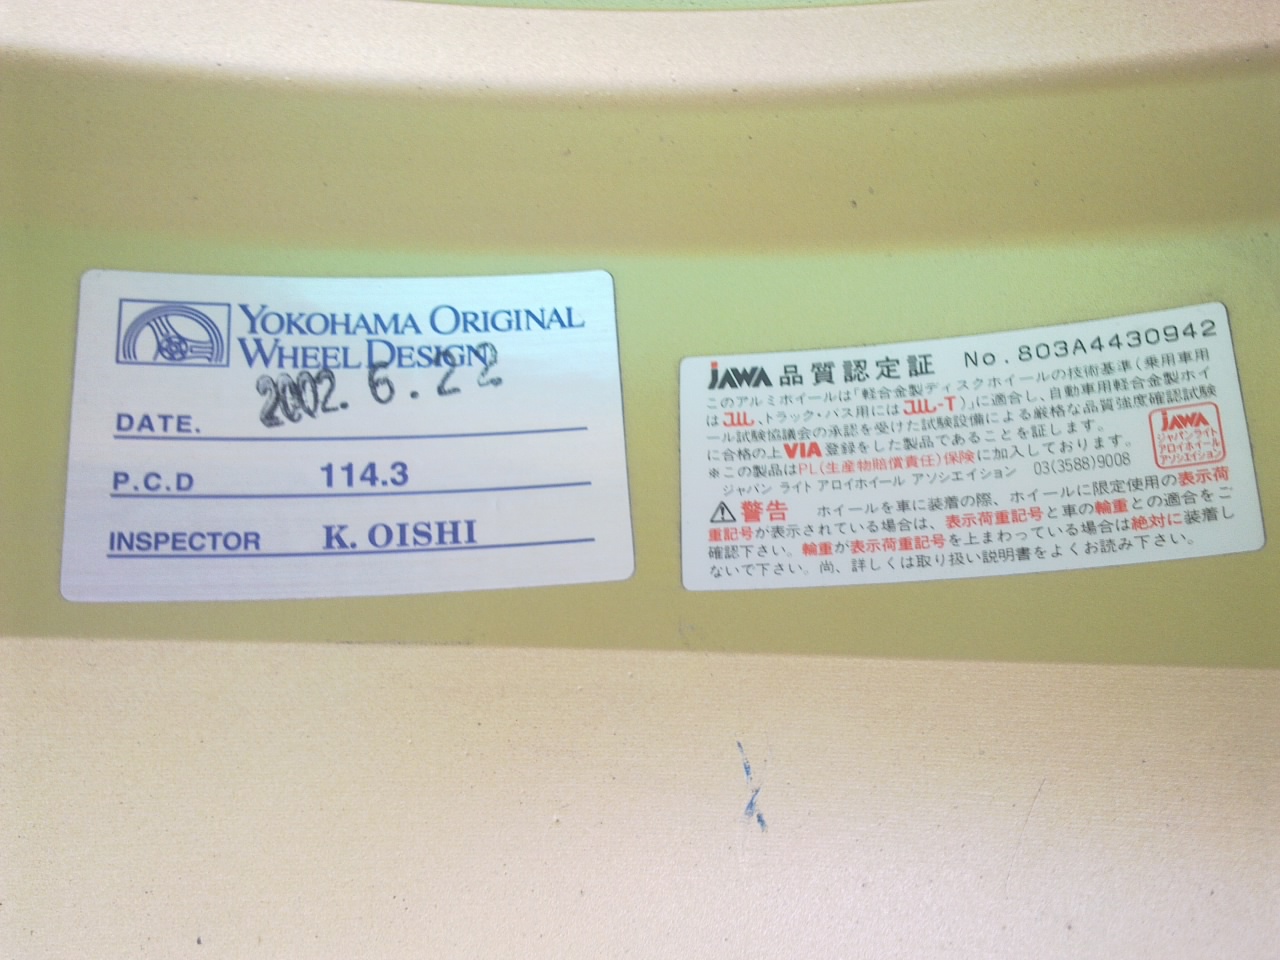 YOKOHAMA ORIGINAL
WHEEL DESIGN
DATE. 2002. 6. 22
P.C.D 114.3
INSPECTOR K. OISHI
JAWA 品質認定証 No.803A4430942
このアルミホイールは「軽合金製ディスクホイールの技術基準(乗用車用
はJWL、トラック・バス用にはJWL-T)」に適合し、自動車用軽合金製ホイ
ール試験協議会の承認を受けた試験設備による厳格な品質強度確認試験
に合格の上VIA登録をした製品であることを証します。
※この製品はPL(生産物賠償責任)保険に加入しております。
ジャパン ライト アロイホイール アソシエイション 03(3588)9008
JAWA
ジャパンライト
アロイホイール
アソシエイション
⚠警告 ホイールを車に装着の際、ホイールに限定使用の表示荷
重記号が表示されている場合は、表示荷重記号と車の輪重との適合をご
確認下さい。輪重が表示荷重記号を上まわっている場合は絶対に装着し
ないで下さい。尚、詳しくは取り扱い説明書をよくお読み下さい。